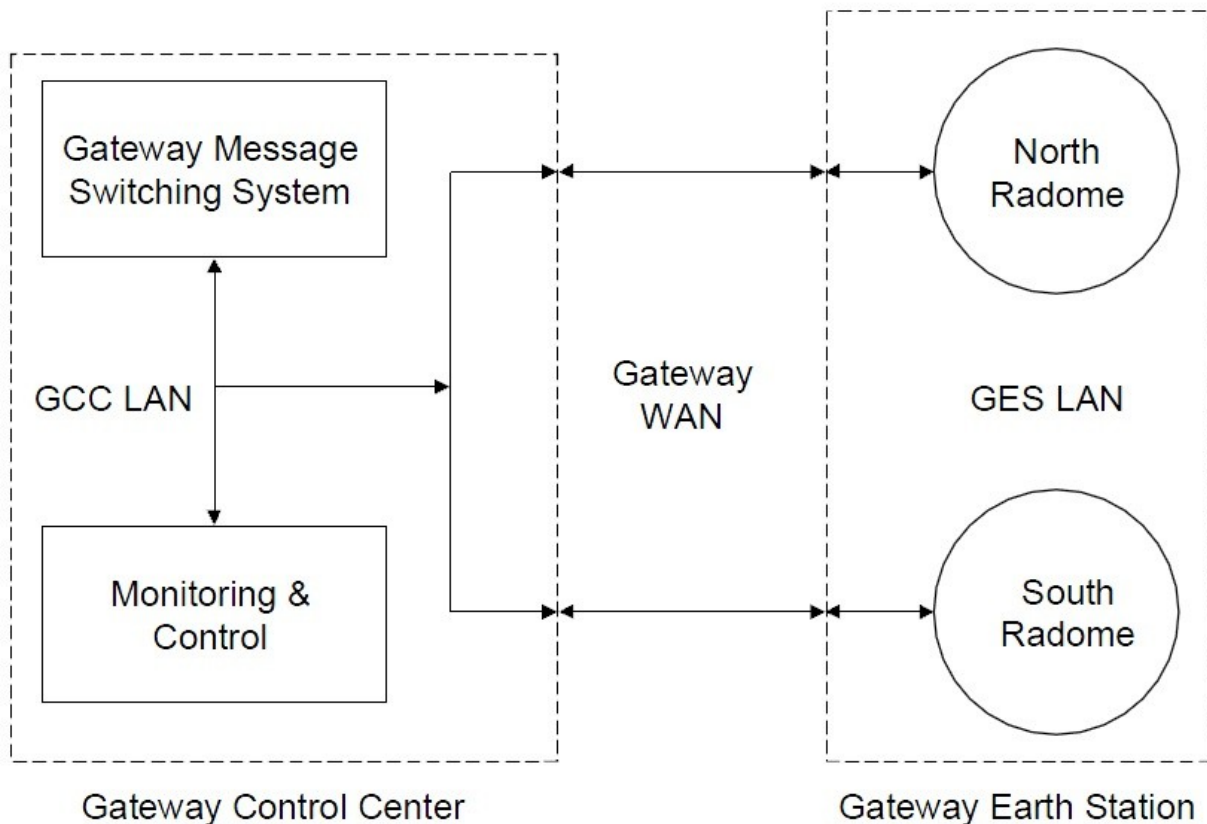 Gateway Message
Switching System
GCC LAN
Monitoring &
Control
Gateway Control Center
Gateway
WAN
North
Radome
GES LAN
South
Radome
Gateway Earth Station